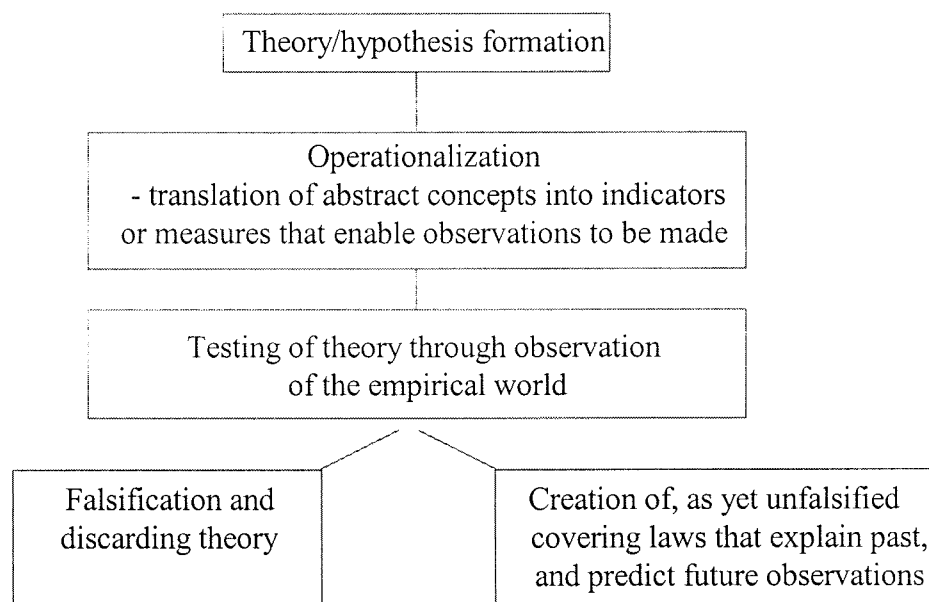 Theory/hypothesis formation
Operationalization
- translation of abstract concepts into indicators
or measures that enable observations to be made
Testing of theory through observation
of the empirical world
Falsification and
discarding theory
Creation of, as yet unfalsified
covering laws that explain past,
and predict future observations